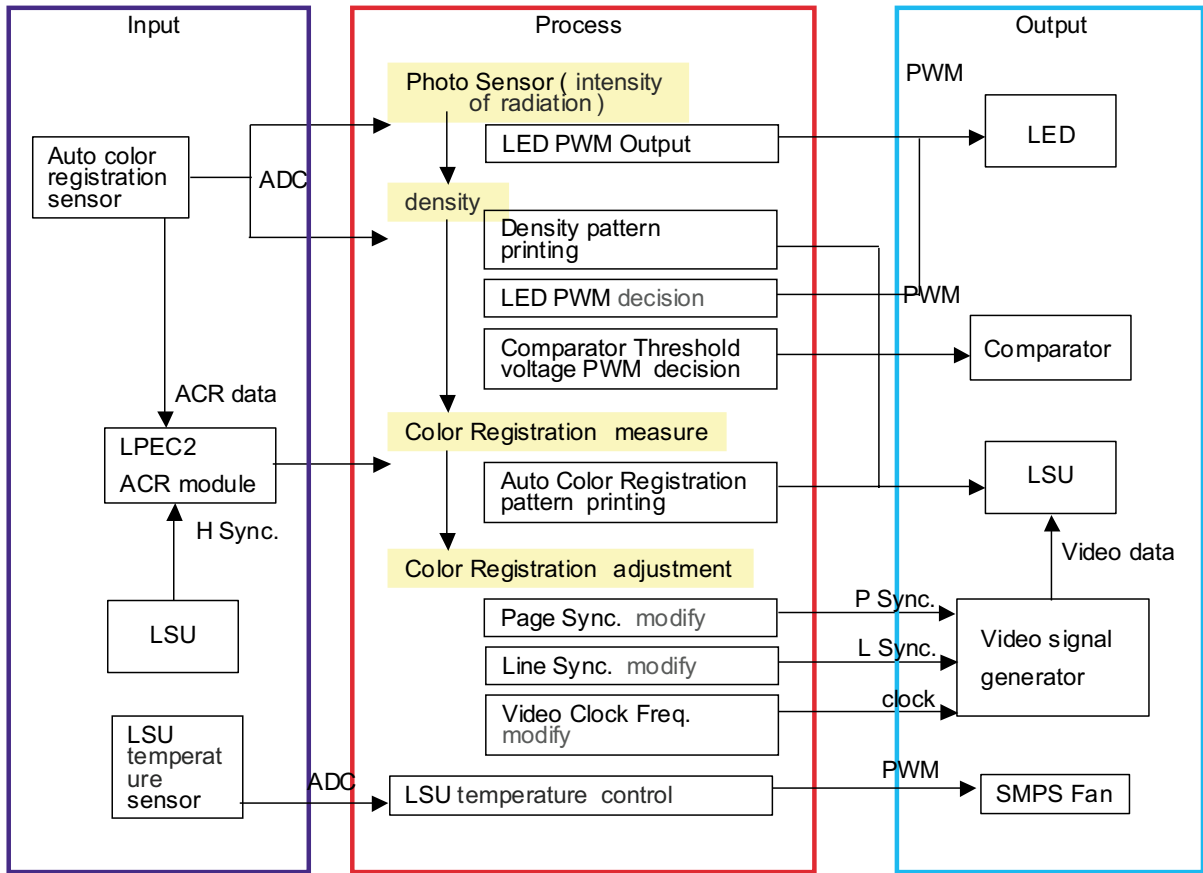 Input
Auto color
registration
sensor
ADC
ACR data
LPEC2
ACR module
H Sync.
LSU
LSU
temperat
ure
sensor
ADC
Process
Photo Sensor ( intensity
of radiation )
LED PWM Output
density
Density pattern
printing
LED PWM decision
Comparator Threshold
voltage PWM decision
Color Registration measure
Auto Color Registration
pattern printing
Color Registration adjustment
Page Sync. modify
Line Sync. modify
Video Clock Freq.
modify
LSU temperature control
Output
PWM
LED
PWM
Comparator
LSU
Video data
P Sync.
L Sync.
clock
Video signal
generator
PWM
SMPS Fan